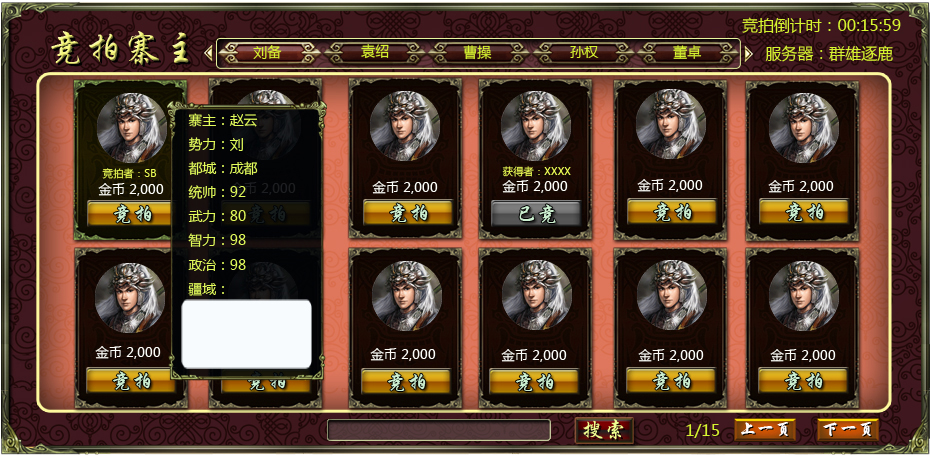 竞拍倒计时：00:15:59
竞拍寨主
刘备 袁绍 曹操 孙权 董卓
服务器：群雄逐鹿
竞拍者：SB
金币 2,000
竞拍
寨主：赵云
势力：刘
都城：成都
统帅：92
武力：80
智力：98
政治：98
疆域：
2,000
竞拍
金币 2,000
竞拍
获得者：XXXX
金币 2,000
已竞
金币 2,000
竞拍
金币 2,000
竞拍
金币 2,000
竞拍
竞拍
金币 2,000
竞拍
金币 2,000
竞拍
金币 2,000
竞拍
金币 2,000
竞拍
搜索
1/15
上一頁
下一頁